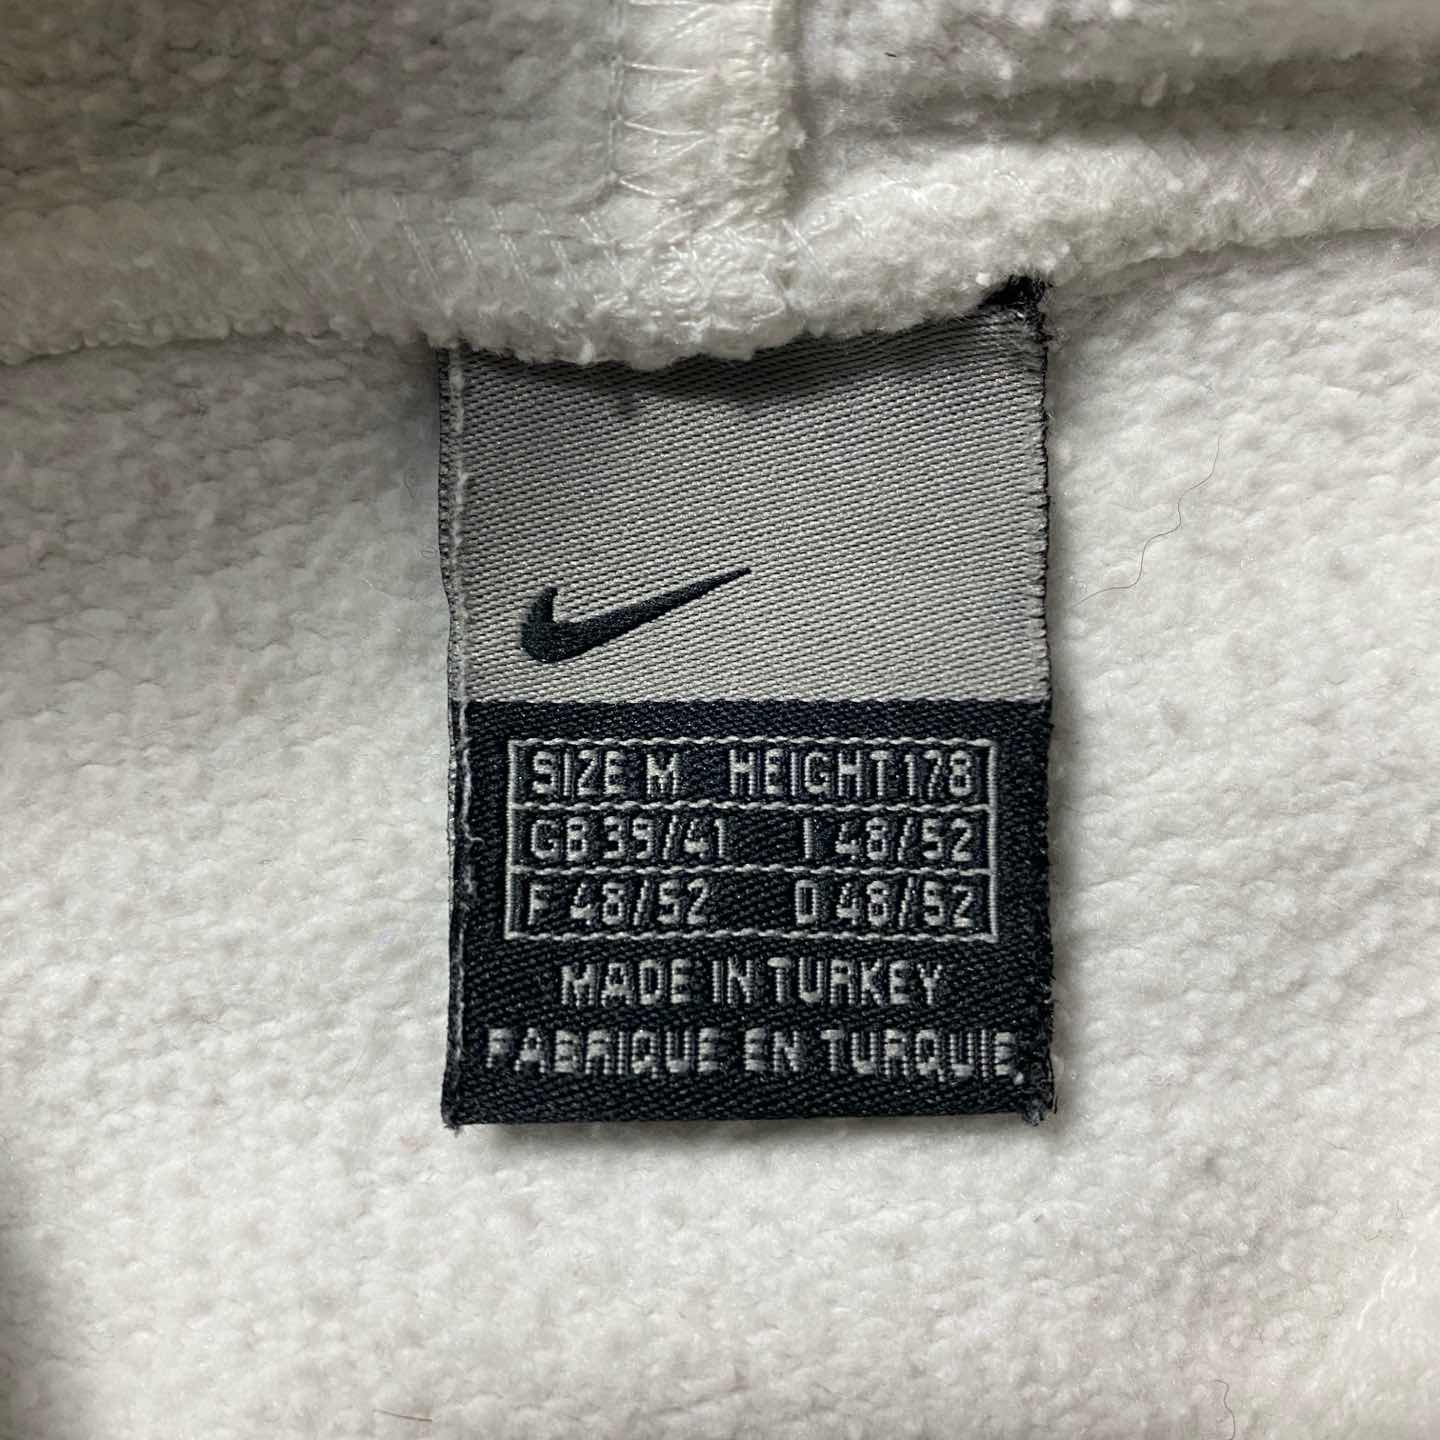 SIZE M HEIGHT 178
GB 39/41 I 48/52
F 48/52 D 48/52
MADE IN TURKEY
FABRIQUE EN TURQUIE